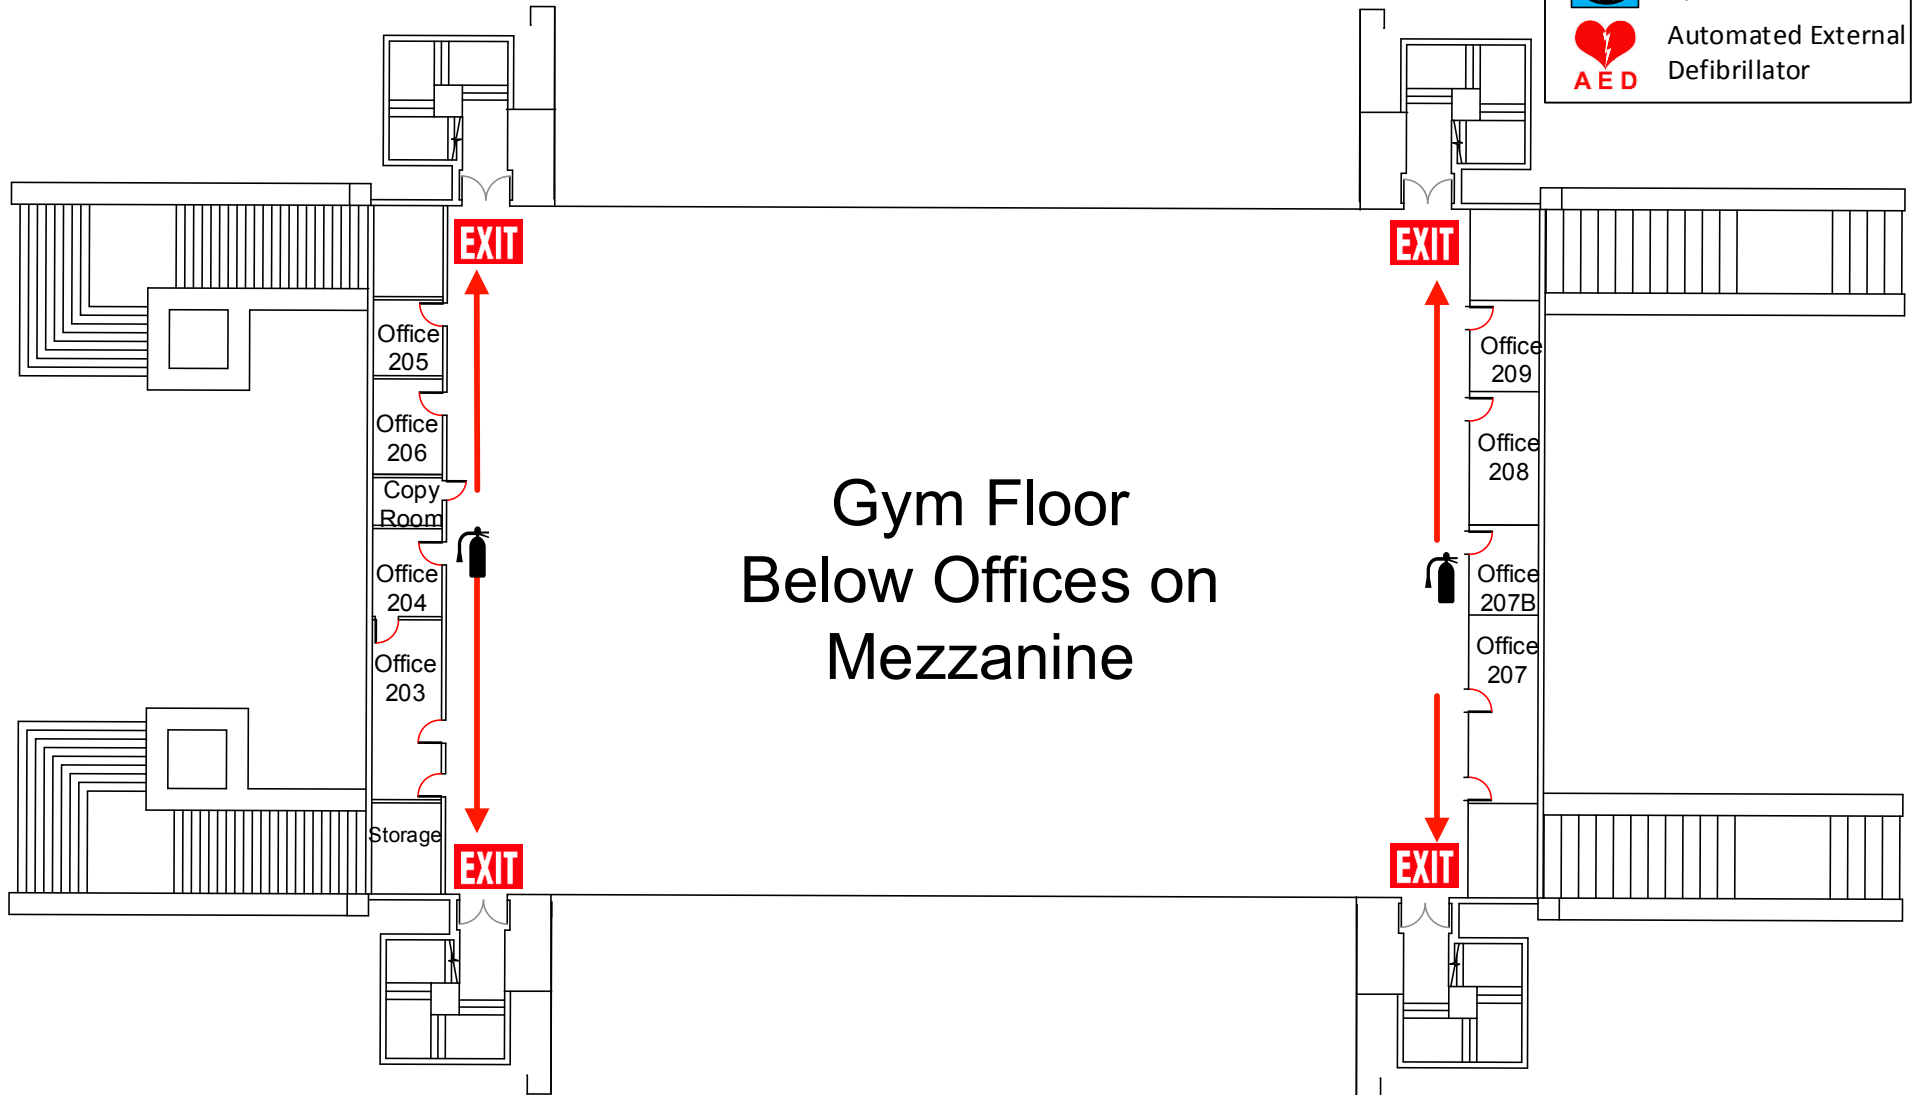 Automated External
Defibrillator
AED
EXIT
EXIT
Office
205
Office
209
Office
206
Office
208
Copy
Room
Gym Floor
Below Offices on
Mezzanine
Office
204
Office
207B
Office
203
Office
207
Storage
EXIT
EXIT